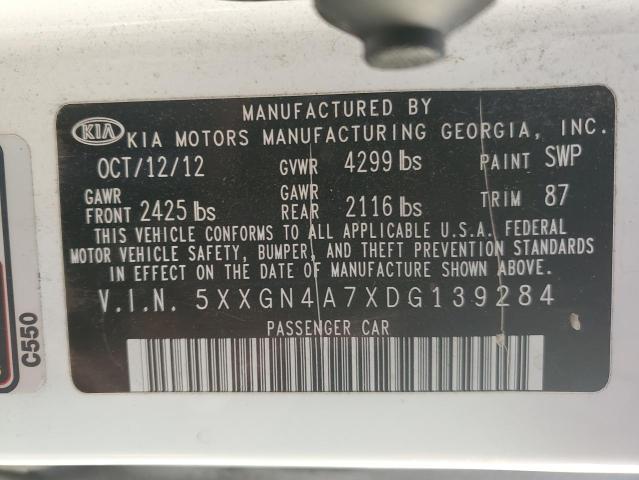 MANUFACTURED BY
KIA KIA MOTORS MANUFACTURING GEORGIA, INC.
OCT/12/12 GVWR 4299 lbs PAINT SWP
GAWR FRONT 2425 lbs GAWR REAR 2116 lbs TRIM 87
THIS VEHICLE CONFORMS TO ALL APPLICABLE U.S.A. FEDERAL
MOTOR VEHICLE SAFETY, BUMPER, AND THEFT PREVENTION STANDARDS
IN EFFECT ON THE DATE OF MANUFACTURE SHOWN ABOVE.
V.I.N. 5XXGN4A7XDG139284
PASSENGER CAR
C550